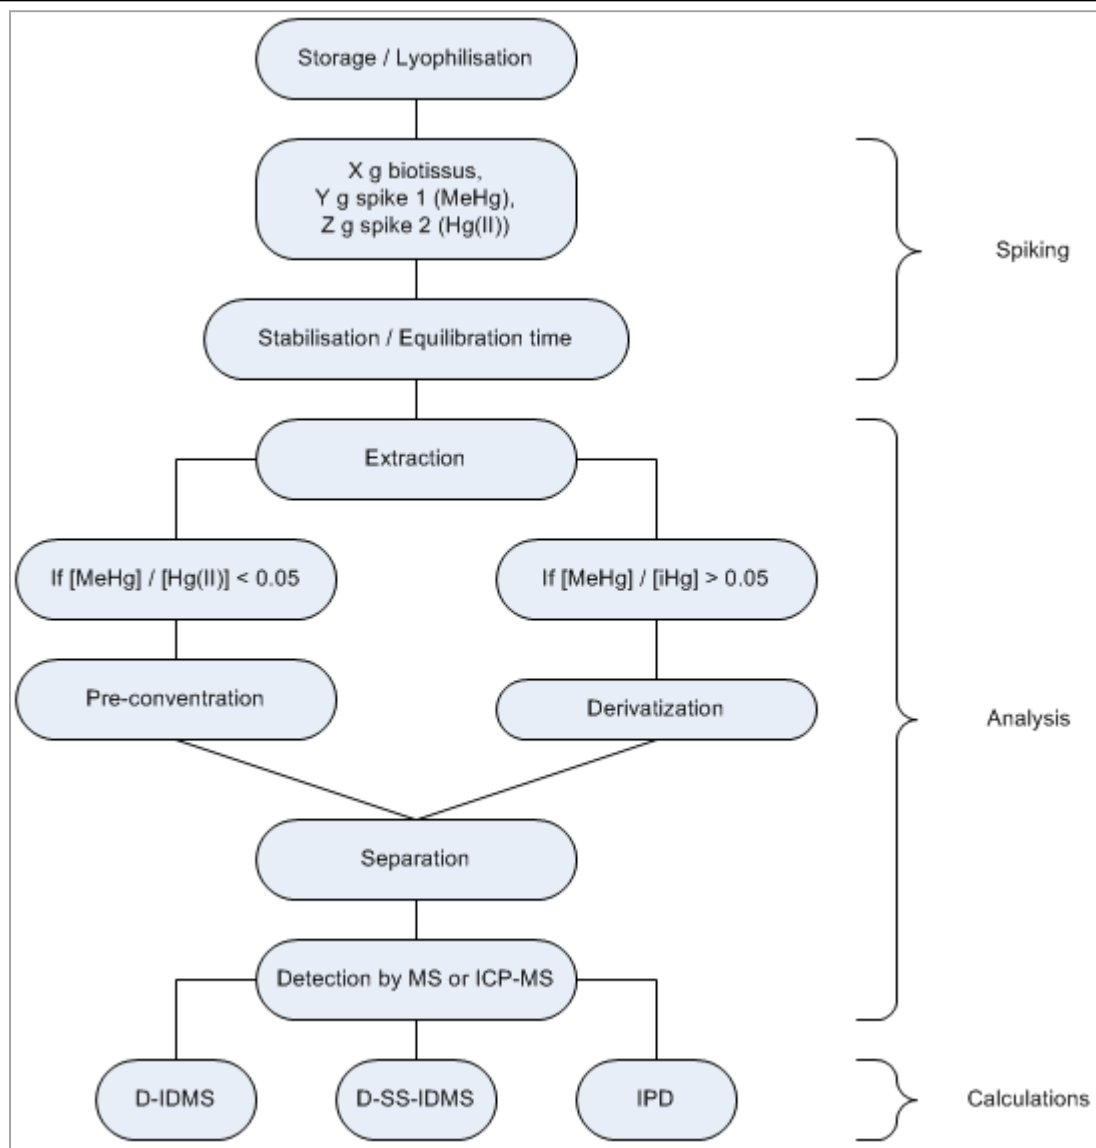 Storage / Lyophilisation
X g biotissus,
Y g spike 1 (MeHg),
Z g spike 2 (Hg(II))
Spiking
Stabilisation / Equilibration time
Extraction
If [MeHg] / [Hg(II)] < 0.05
If [MeHg] / [iHg] > 0.05
Pre-conventration
Derivatization
Analysis
Separation
Detection by MS or ICP-MS
D-IDMS
D-SS-IDMS
IPD
Calculations